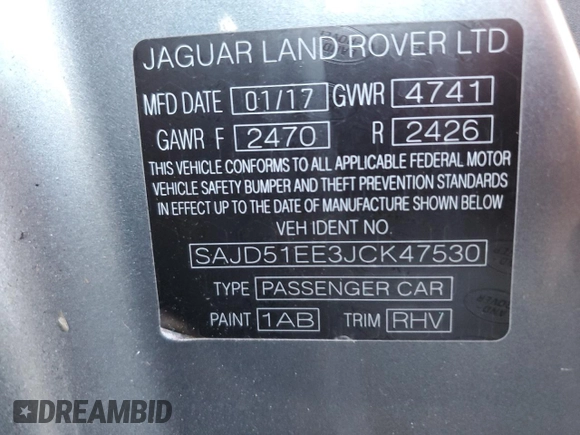 JAGUAR LAND ROVER LTD
MFD DATE 01/17 GVWR 4741
GAWR F 2470 R 2426
THIS VEHICLE CONFORMS TO ALL APPLICABLE FEDERAL MOTOR
VEHICLE SAFETY BUMPER AND THEFT PREVENTION STANDARDS
IN EFFECT UP TO THE DATE OF MANUFACTURE SHOWN BELOW
VEH IDENT NO.
SAJD51EE3JCK47530
TYPE PASSENGER CAR
PAINT 1AB TRIM RHV
DREAMBID